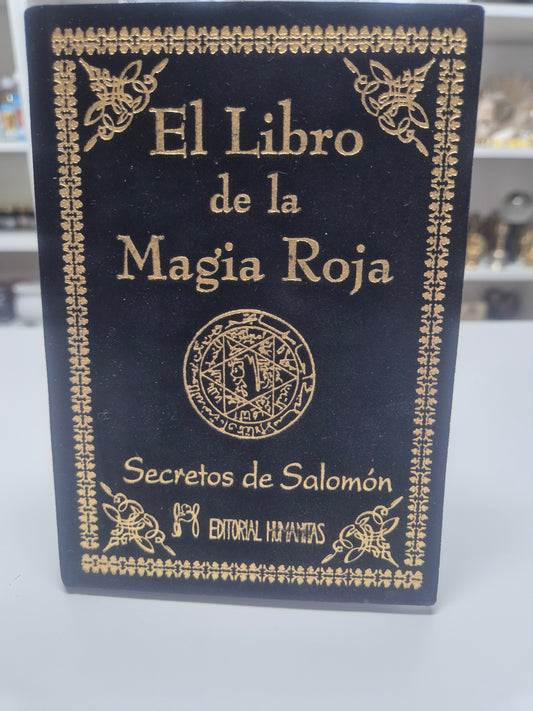 El Libro
de la
Magia Roja
Secretos de Salomón
EDITORIAL HUMANITAS